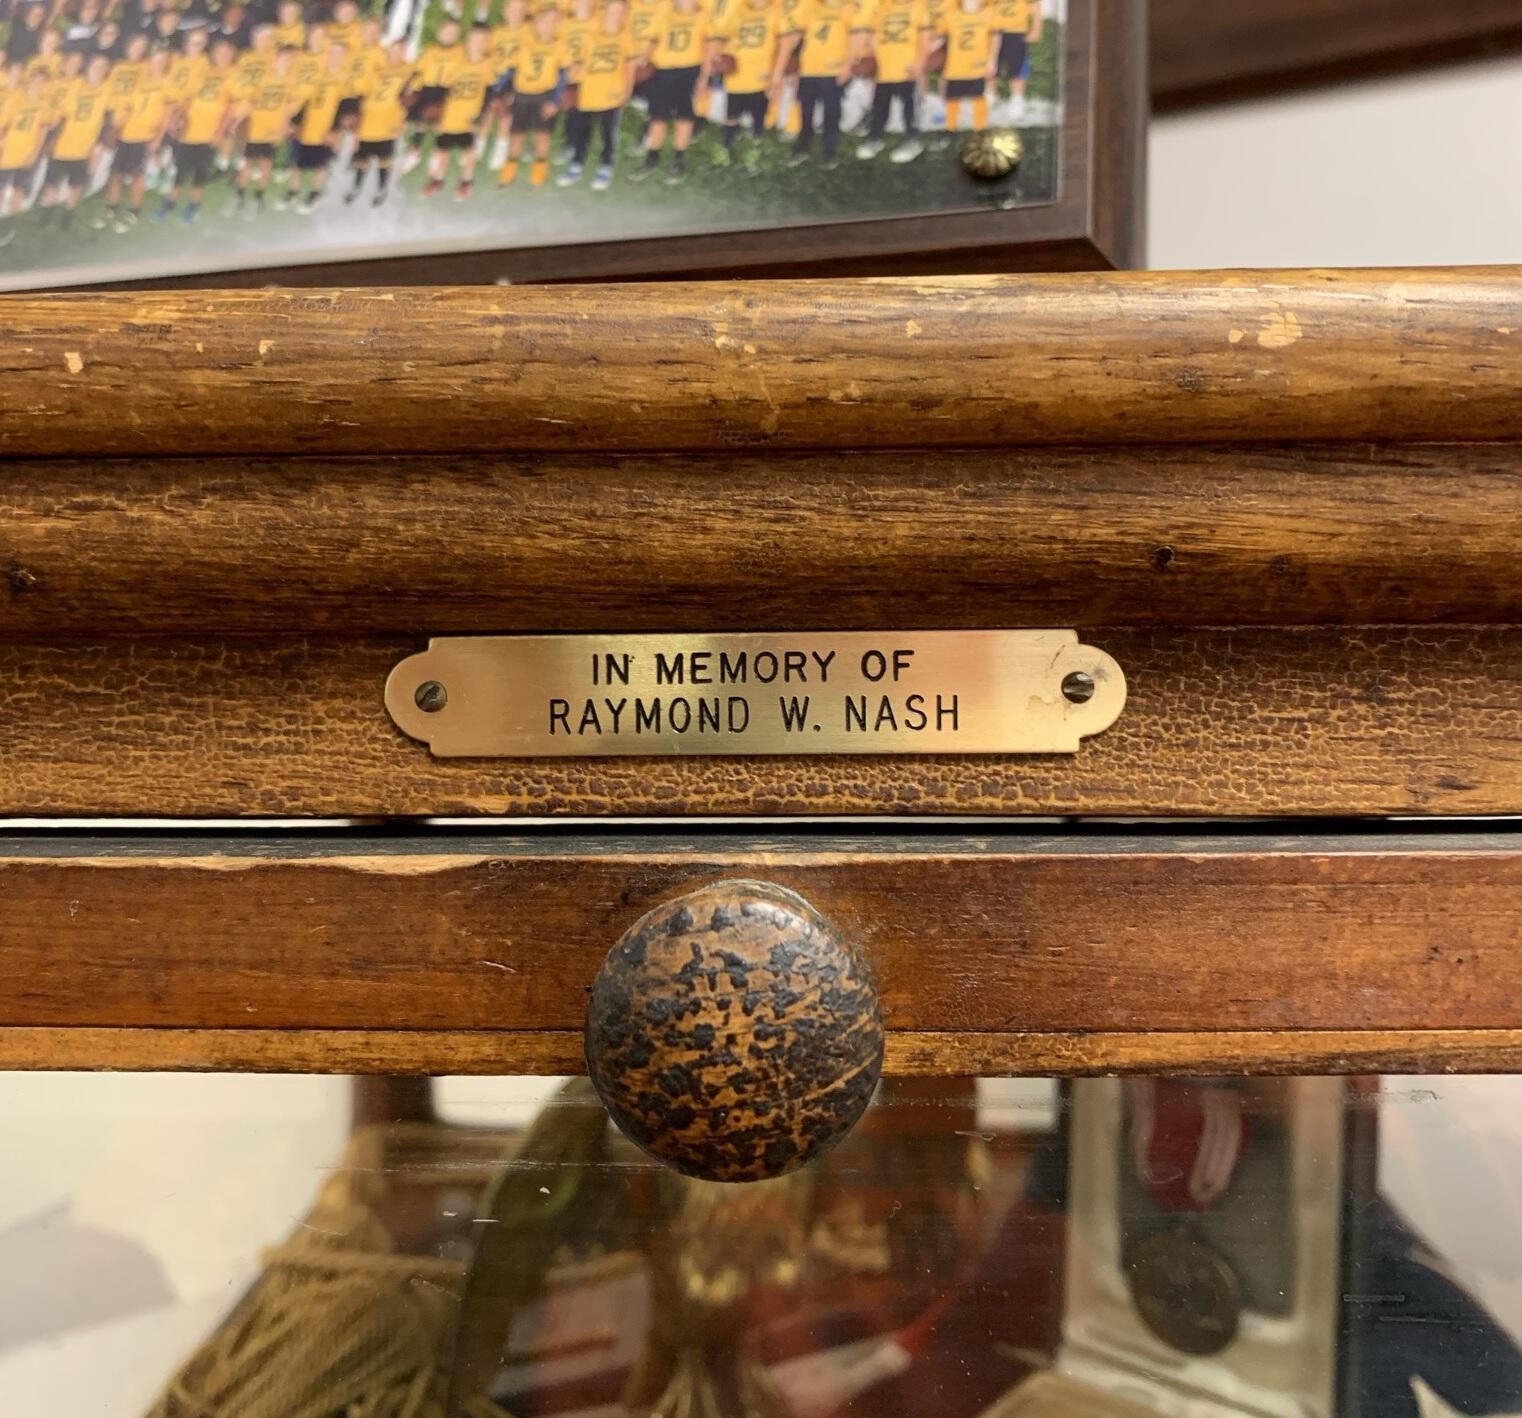 IN MEMORY OF
RAYMOND W. NASH